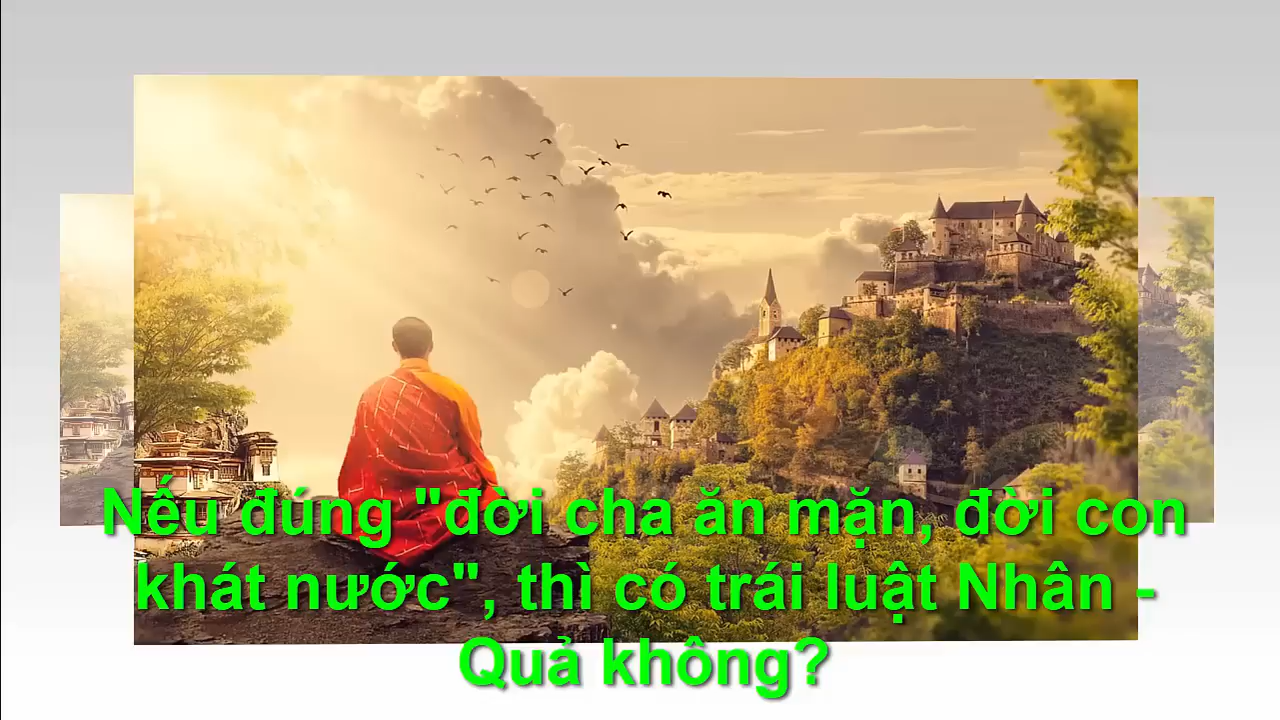 Nếu đúng "đời cha ăn mặn, đời con
khát nước", thì có trái luật Nhân -
Quả không?